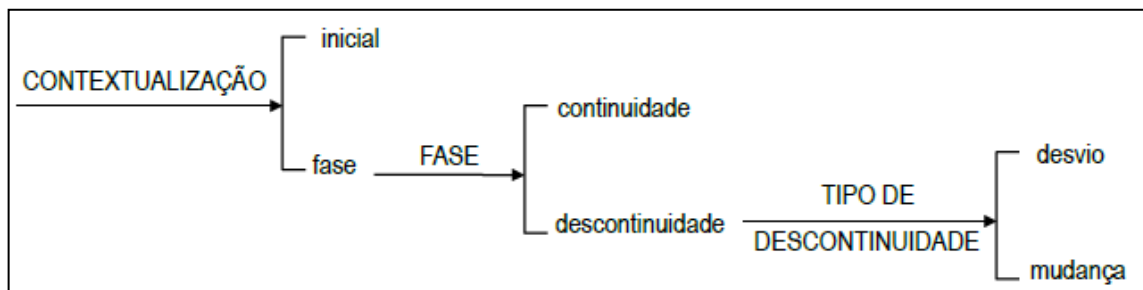 inicial
CONTEXTUALIZAÇÃO
continuidade
fase
FASE
desvio
TIPO DE
descontinuidade
DESCONTINUIDADE
mudança